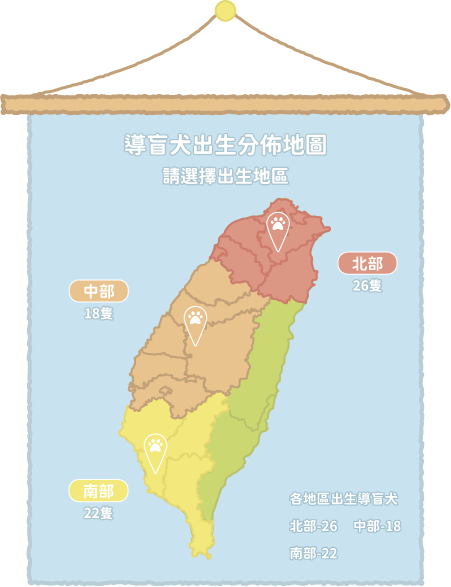 導盲犬出生分佈地圖
請選擇出生地區
北部
26隻
中部
18隻
南部
22隻
各地區出生導盲犬
北部-26 中部-18
南部-22